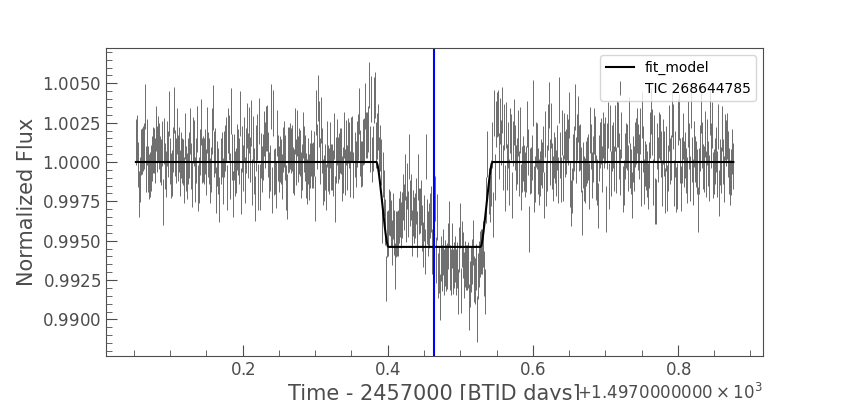 fit_model
TIC 268644785
1.0050
1.0025
1.0000
0.9975
0.9950
0.9925
0.9900
Normalized Flux
0.2 0.4 0.6 0.8
Time - 2457000 [BTJD days]
+1.4970000000 × 10³